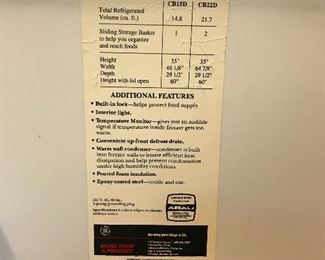 CB15D CB22D
Total Refrigerated
Volume (cu. ft.) 14.8 21.7
Sliding Storage Basket 1 2
to help you organize
and reach foods
Height 35" 35"
Width 46 1/8" 64 7/8"
Depth 29 1/2" 29 1/2"
Height with lid open 60" 60"
ADDITIONAL FEATURES
• Built-in lock—helps protect food supply.
• Interior light.
• Temperature Monitor—gives you an audible
signal if temperature inside freezer gets too
warm.
• Convenient up-front defrost drain.
• Warm wall condenser—condenser is built
into freezer walls to insure efficient heat
dissipation and help prevent condensation
under high humidity conditions.
• Poured foam insulation.
• Epoxy-coated steel—inside and out.
AHAM
MORE THAN
A PRODUCT